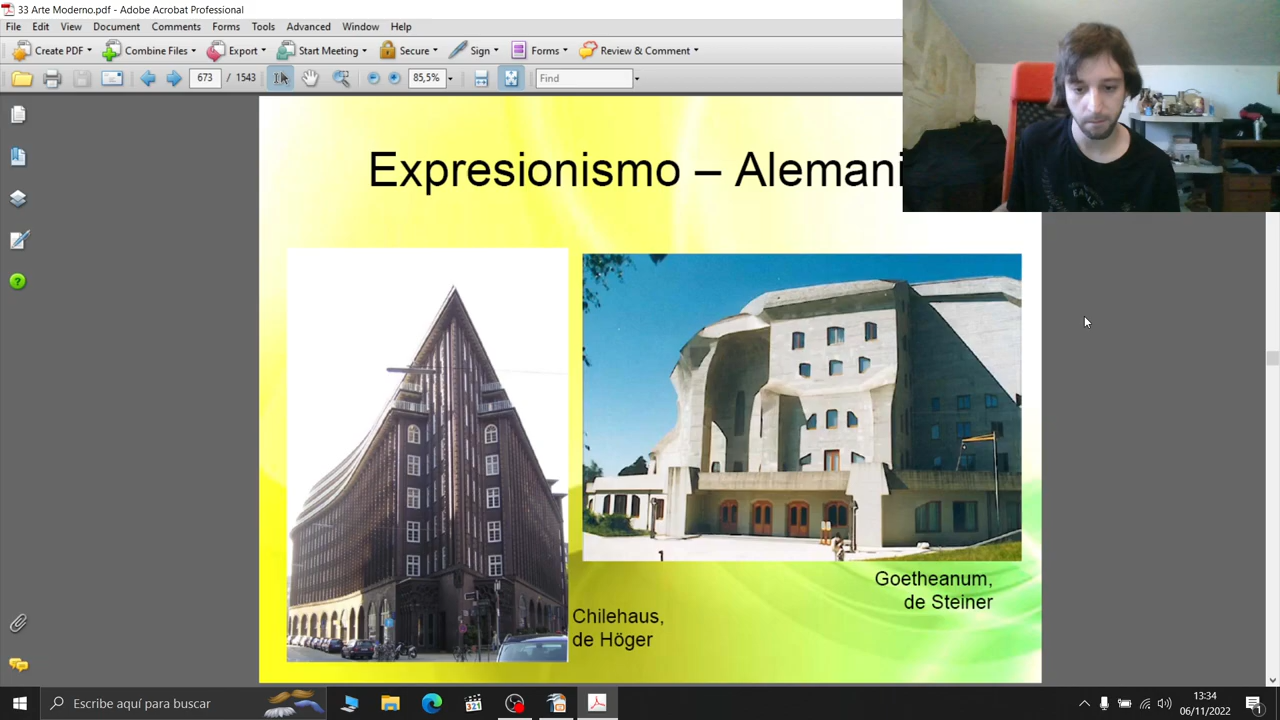 33 Arte Moderno.pdf - Adobe Acrobat Professional
File Edit View Document Comments Forms Tools Advanced Window Help
Create PDF Combine Files Export Start Meeting Secure Sign Forms Review & Comment
673 / 1543 85,5% Find
Expresionismo – Alemani
Goetheanum,
de Steiner
Chilehaus,
de Höger
Escribe aquí para buscar
321
13:34
06/11/2022
1